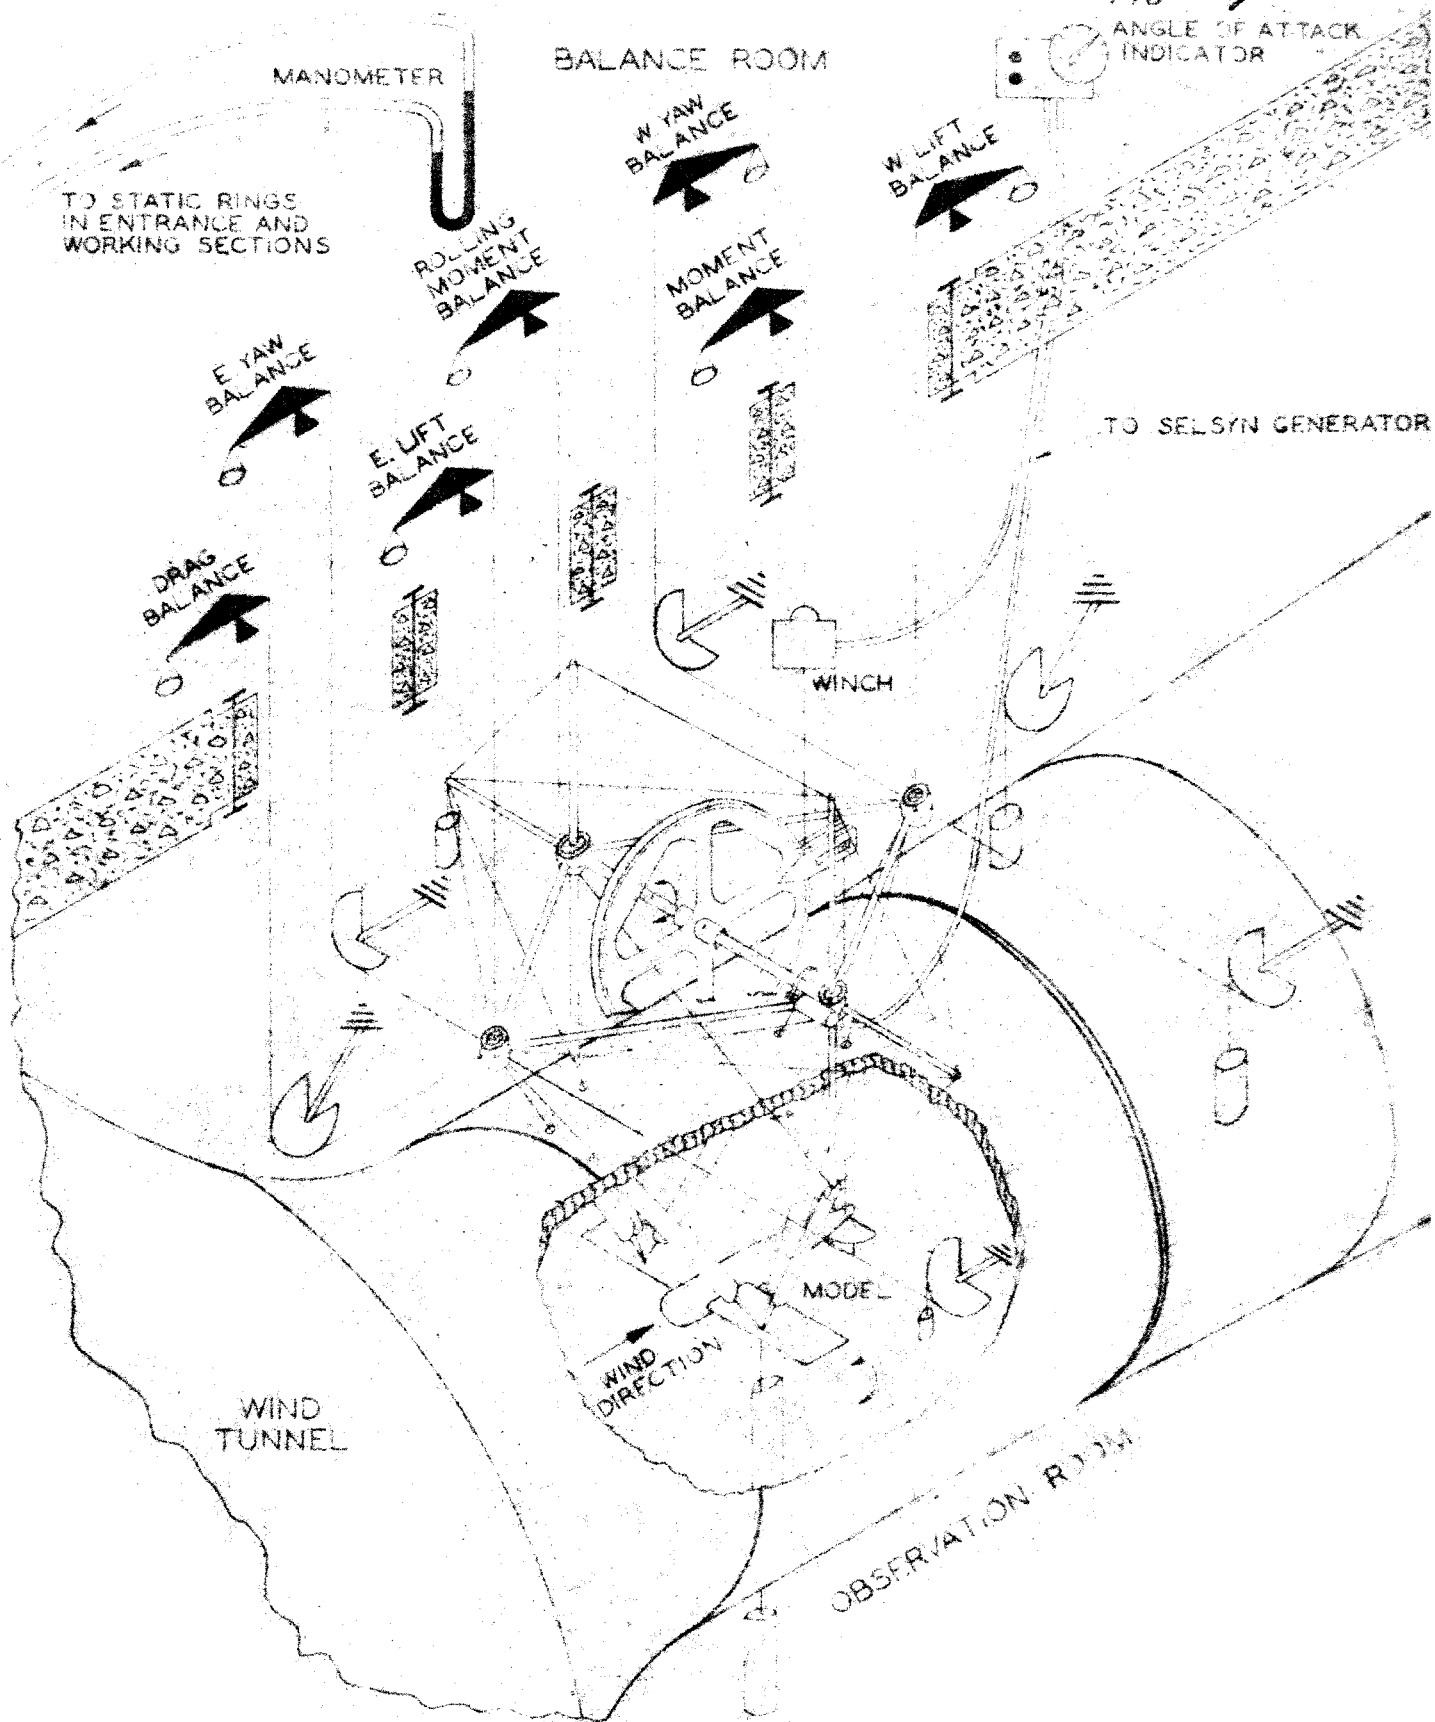 ANGLE OF ATTACK
INDICATOR
BALANCE ROOM
MANOMETER
W YAW
BALANCE
W LIFT
BALANCE
TO STATIC RINGS
IN ENTRANCE AND
WORKING SECTIONS
ROLLING
MOMENT
BALANCE
MOMENT
BALANCE
E YAW
BALANCE
E. LIFT
BALANCE
TO SELSYN GENERATOR
DRAG
BALANCE
WINCH
MODEL
WIND
DIRECTION
WIND
TUNNEL
OBSERVATION ROOM